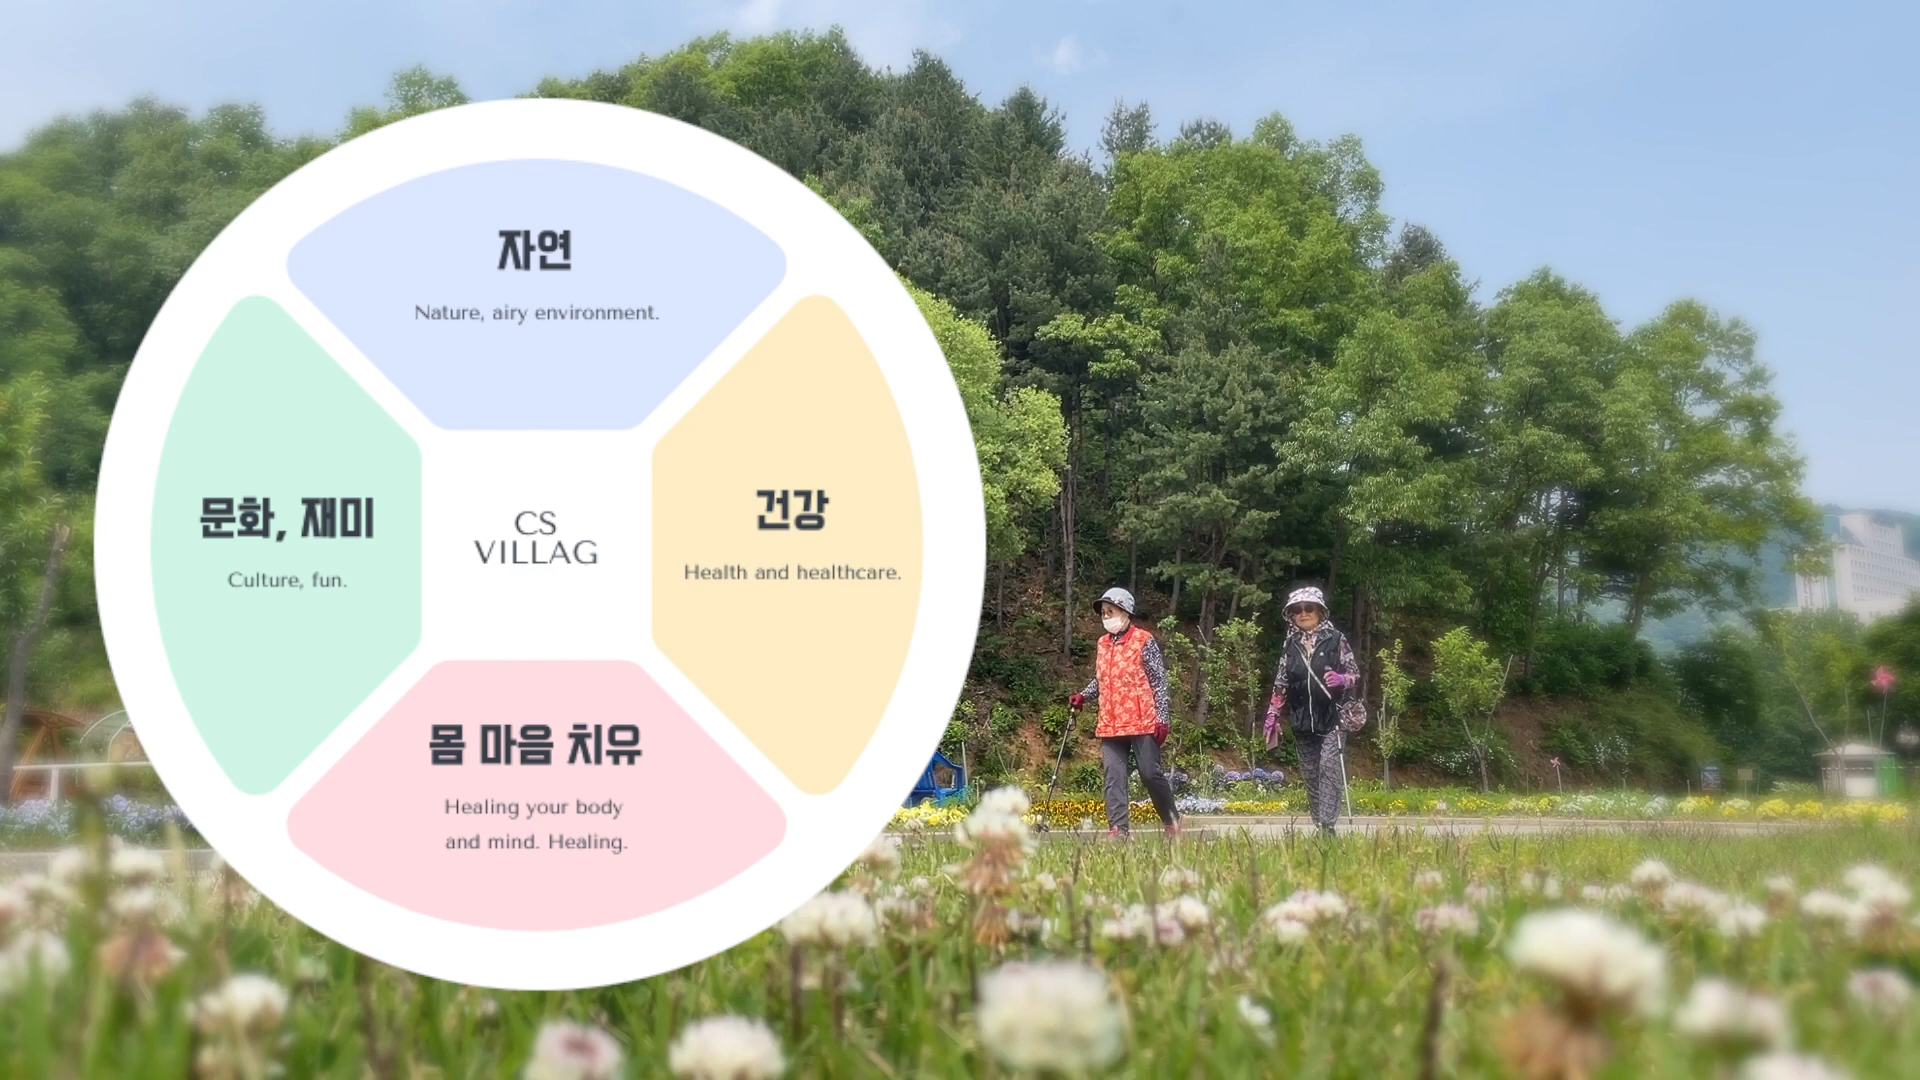 자연
Nature, airy environment.
문화, 재미
Culture, fun.
CS
VILLAG
건강
Health and healthcare.
몸 마음 치유
Healing your body
and mind. Healing.